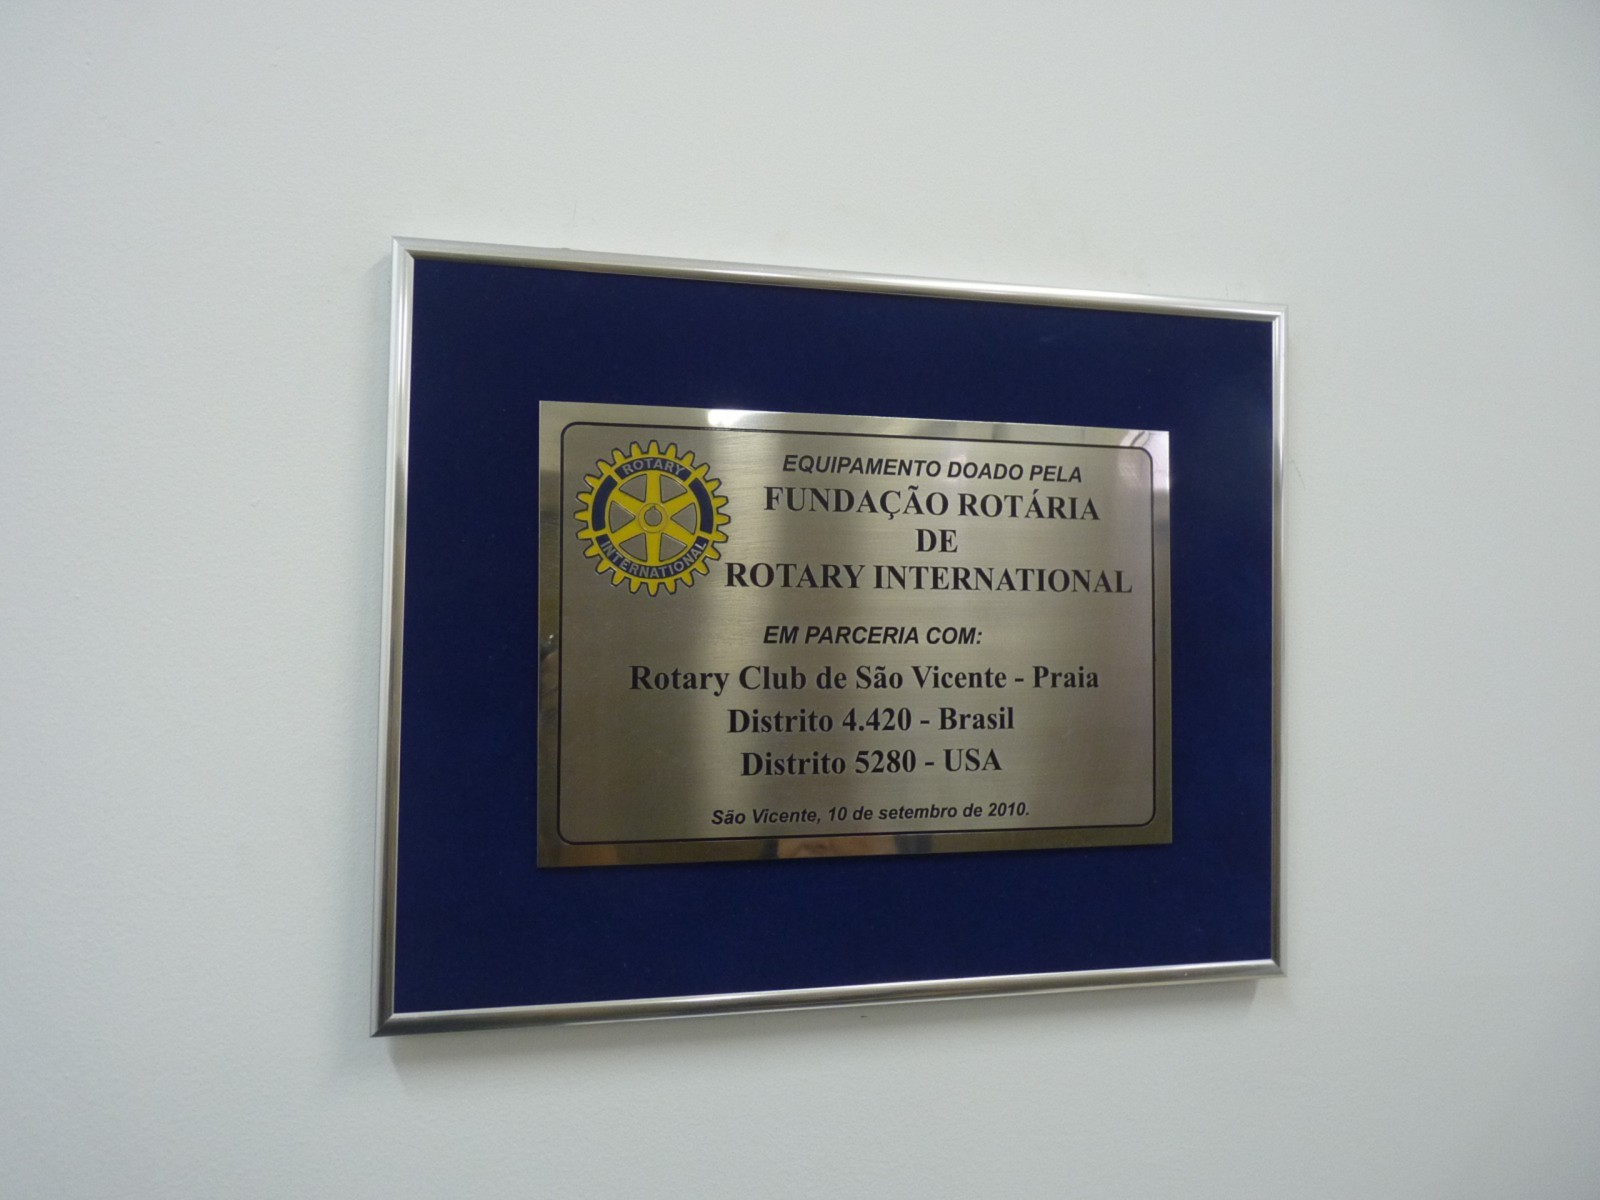 ROTARY
INTERNATIONAL
EQUIPAMENTO DOADO PELA
FUNDAÇÃO ROTÁRIA
DE
ROTARY INTERNATIONAL
EM PARCERIA COM:
Rotary Club de São Vicente - Praia
Distrito 4.420 - Brasil
Distrito 5280 - USA
São Vicente, 10 de setembro de 2010.